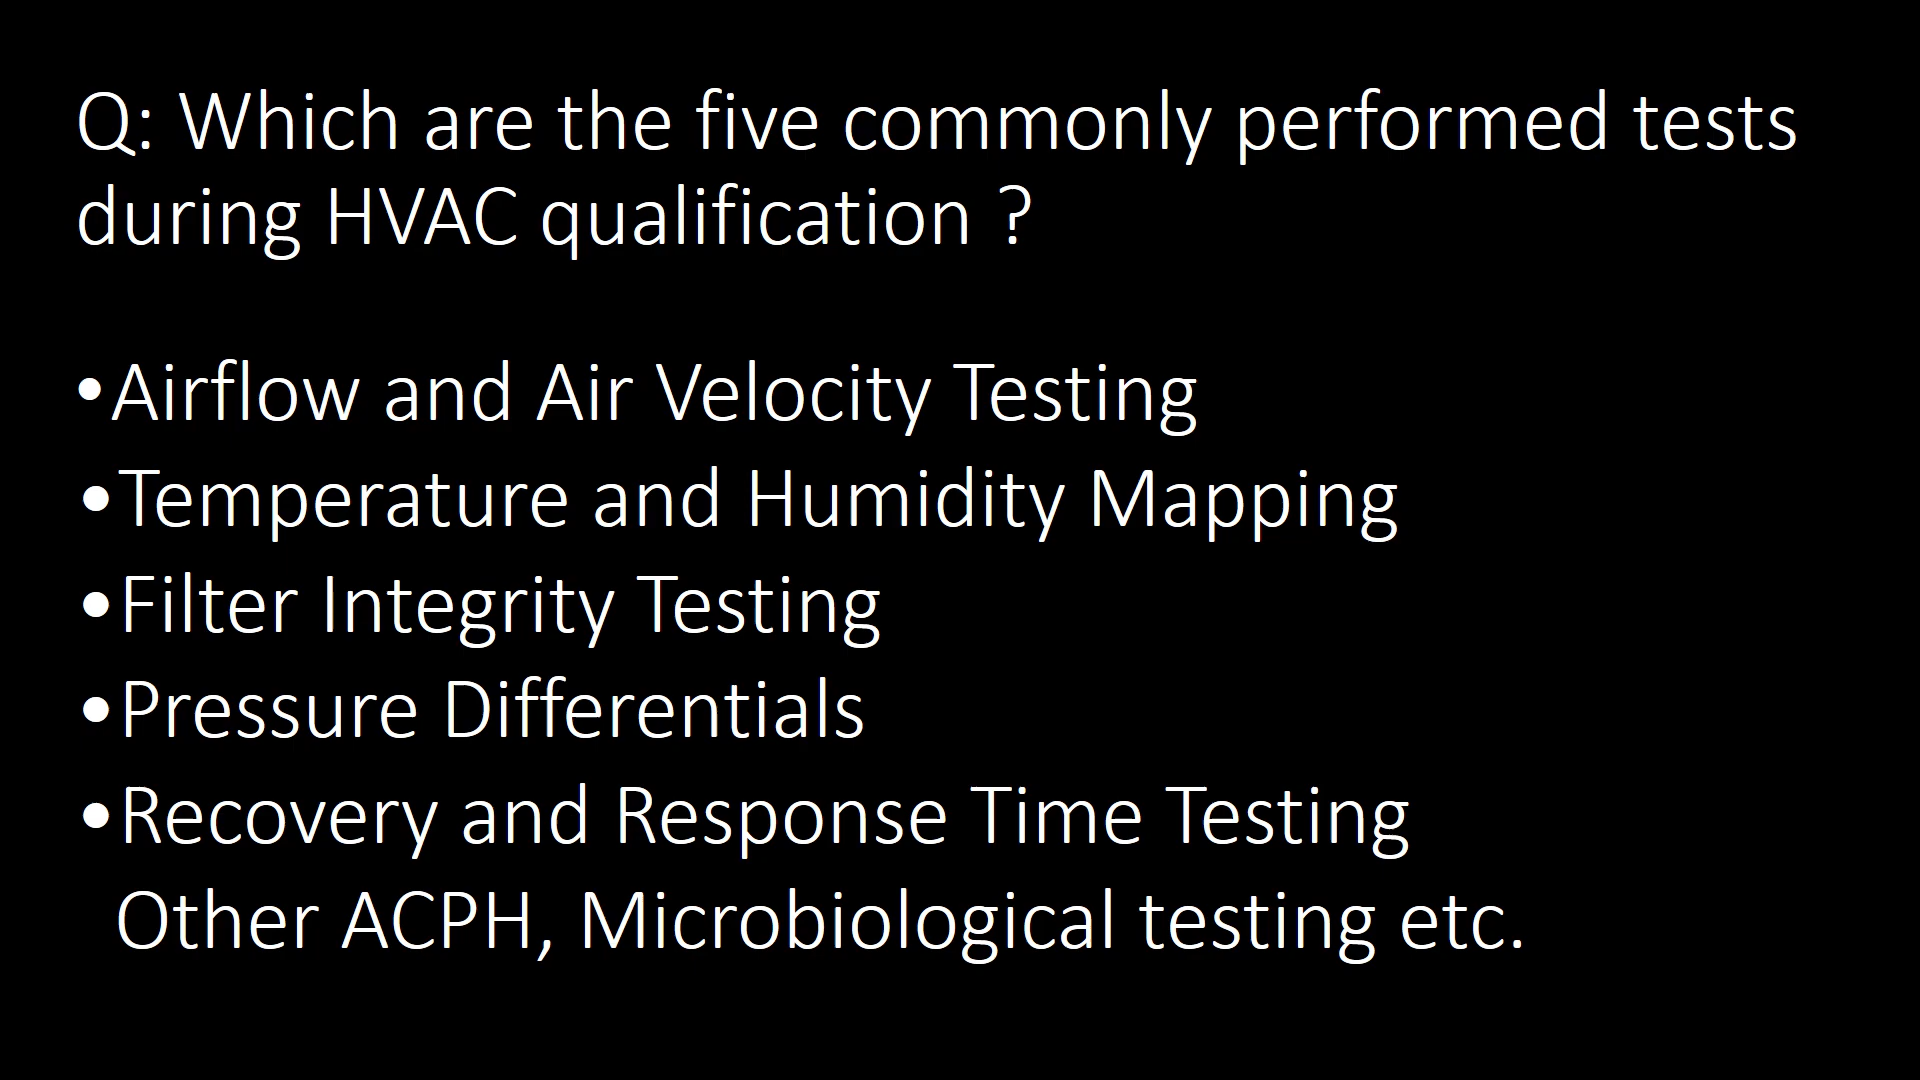 Q: Which are the five commonly performed tests
during HVAC qualification ?
•Airflow and Air Velocity Testing
•Temperature and Humidity Mapping
•Filter Integrity Testing
•Pressure Differentials
•Recovery and Response Time Testing
Other ACPH, Microbiological testing etc.